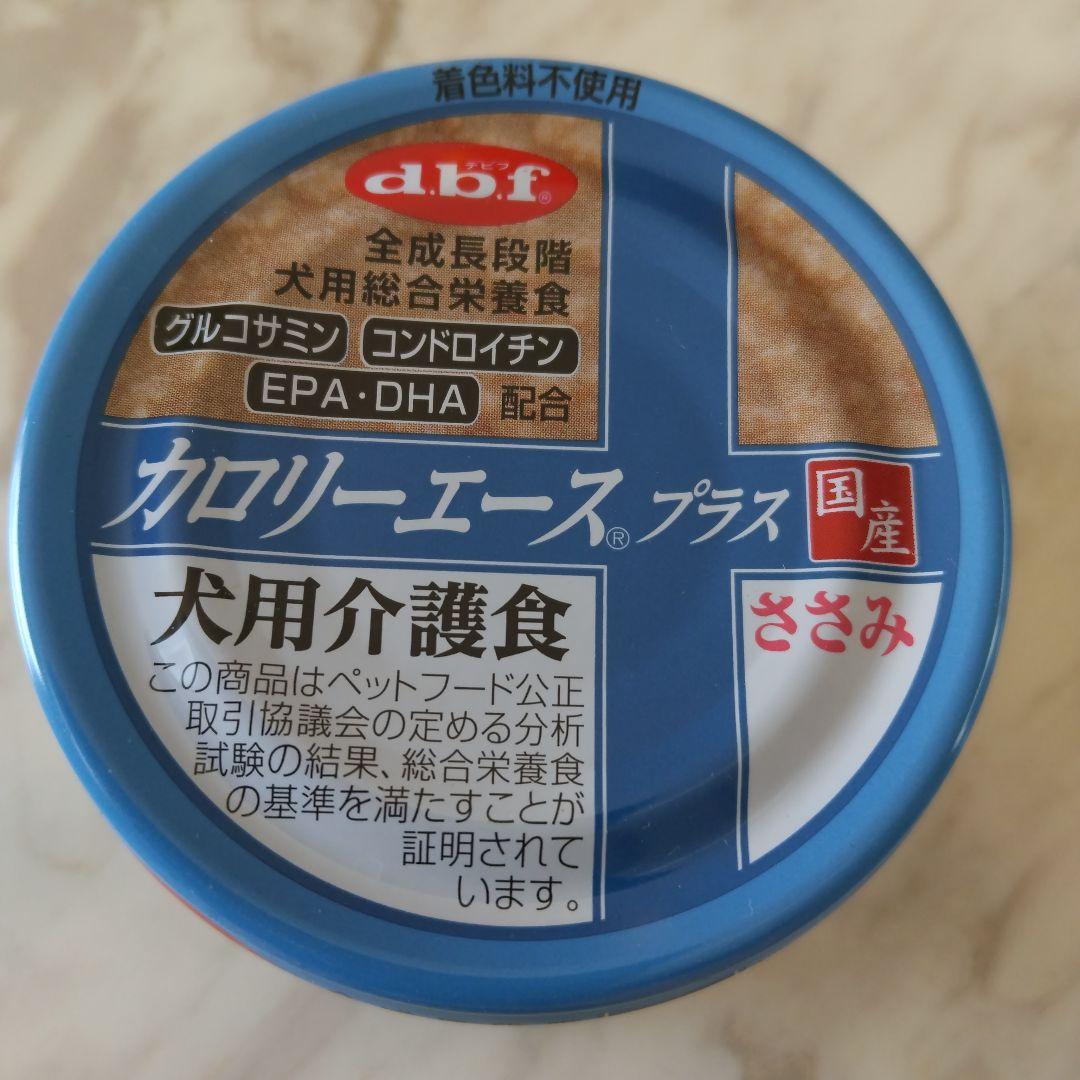 着色料不使用
デビフ
d.b.f®
全成長段階
犬用総合栄養食
グルコサミン コンドロイチン
EPA・DHA 配合
カロリーエース® プラス 国産
犬用介護食
ささみ
この商品はペットフード公正
取引協議会の定める分析
試験の結果、総合栄養食
の基準を満たすことが
証明されて
います。